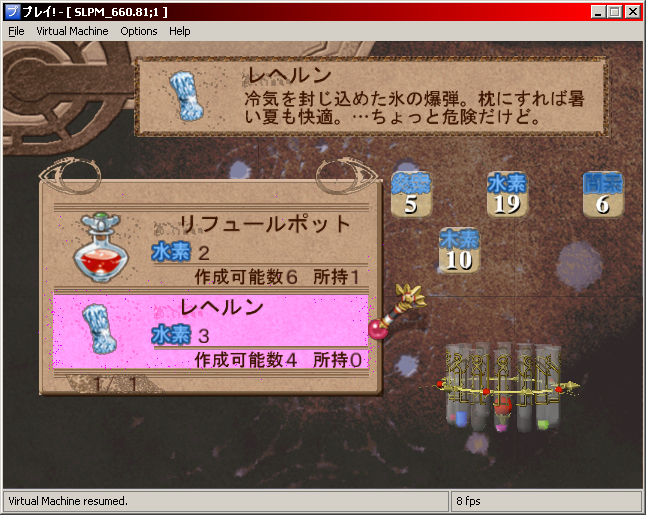 プレイ! - [ SLPM_660.81;1 ]
File Virtual Machine Options Help
レヘルン
冷気を封じ込めた氷の爆弾。枕にすれば暑
い夏も快適。…ちょっと危険だけど。
5
水素
19
6
木素
10
リフュールポット
水素 2
作成可能数6 所持1
レヘルン
水素 3
作成可能数4 所持0
1 1
Virtual Machine resumed.
8 fps